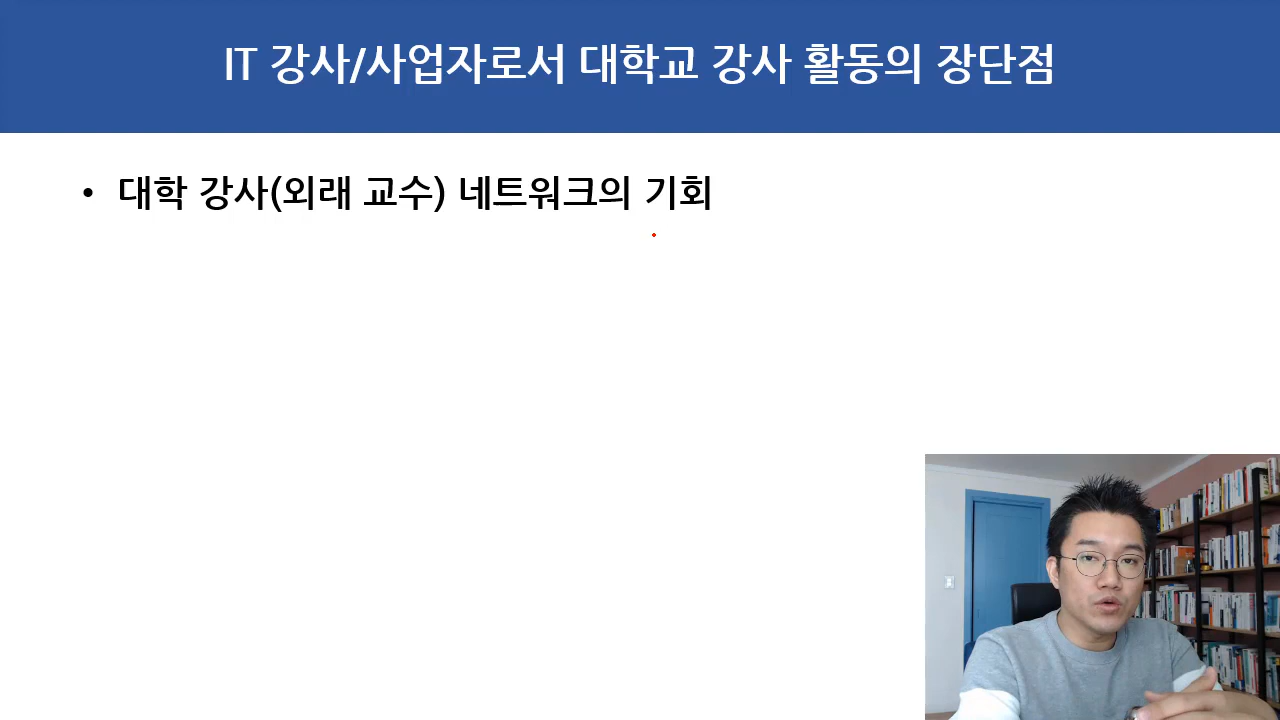 IT 강사/사업자로서 대학교 강사 활동의 장단점
• 대학 강사(외래 교수) 네트워크의 기회